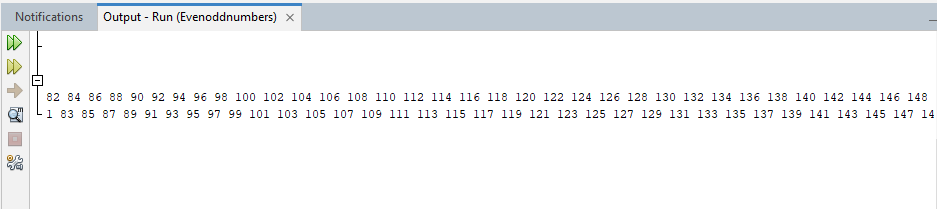 Notifications
Output - Run (Evenoddnumbers)
82 84 86 88 90 92 94 96 98 100 102 104 106 108 110 112 114 116 118 120 122 124 126 128 130 132 134 136 138 140 142 144 146 148
1 83 85 87 89 91 93 95 97 99 101 103 105 107 109 111 113 115 117 119 121 123 125 127 129 131 133 135 137 139 141 143 145 147 14